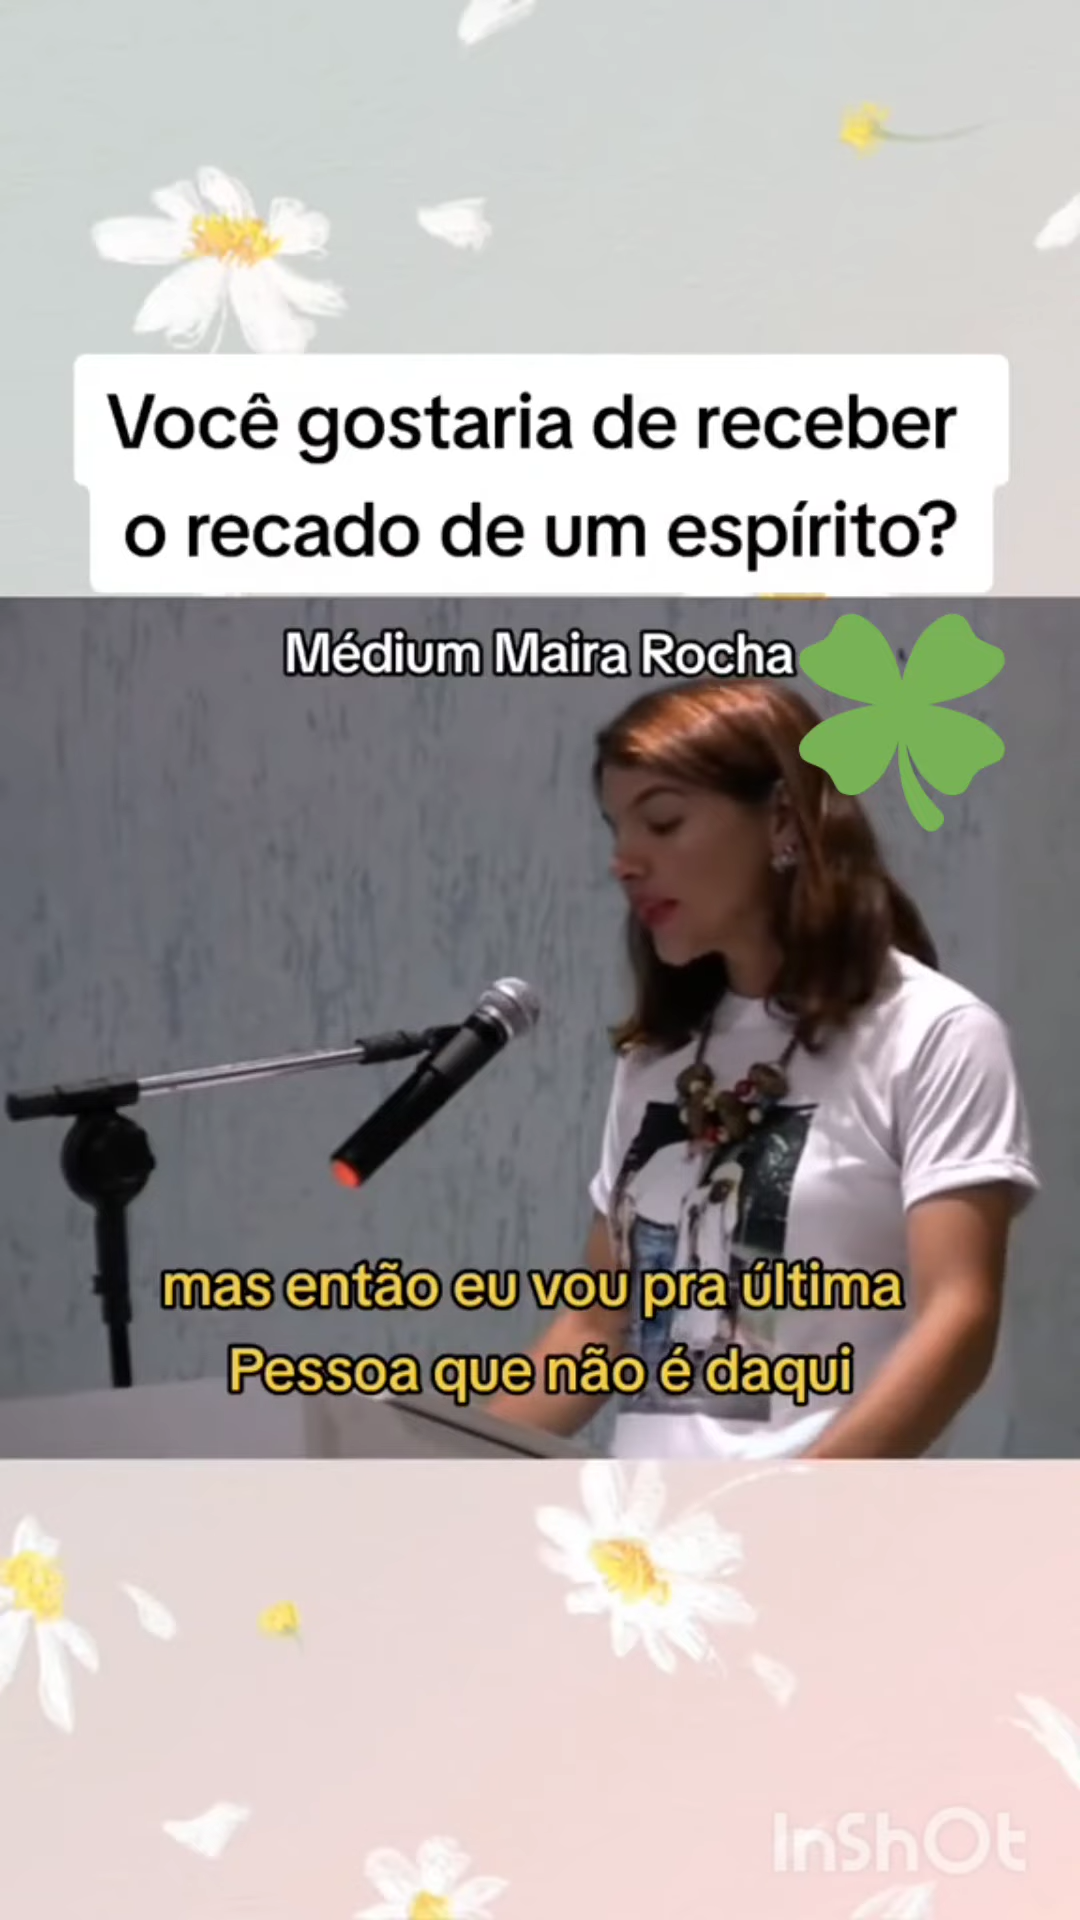 Você gostaria de receber
o recado de um espírito?
Médium Maira Rocha
mas então eu vou pra última
Pessoa que não é daqui
InShOt